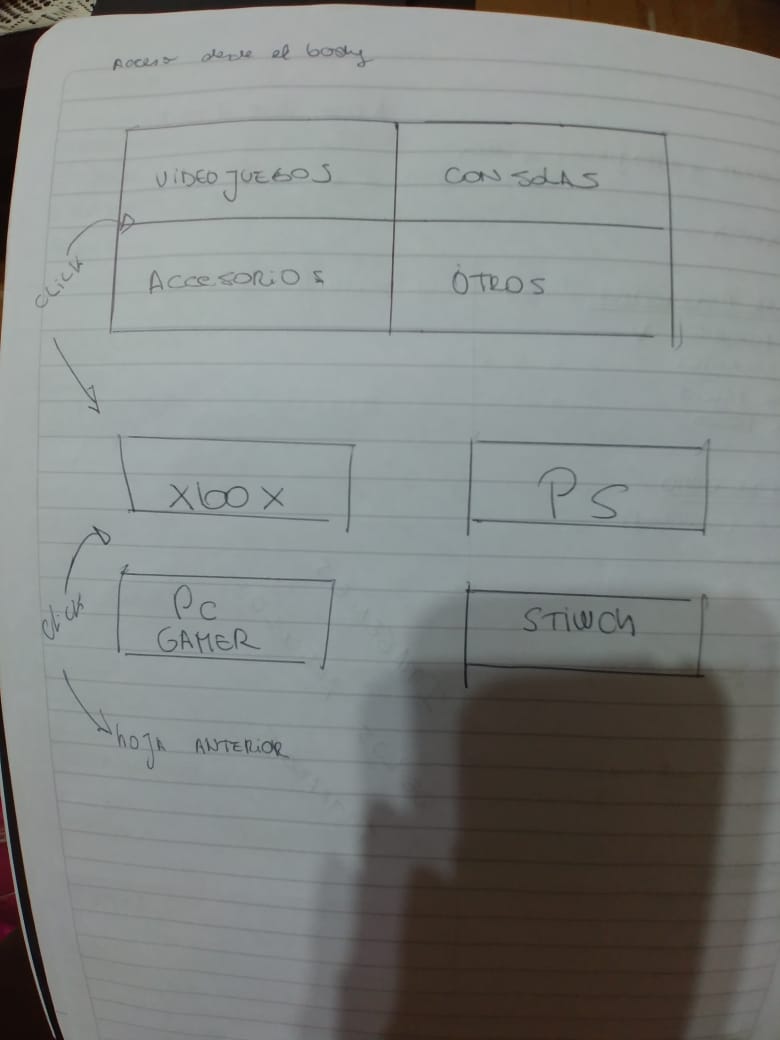 Acceso desde el body
VIDEOJUEGOS
CONSOLAS
click
ACCESORIOS
OTROS
Xbox
PS
click
PC
GAMER
STIWCH
hOJA ANTERIOR